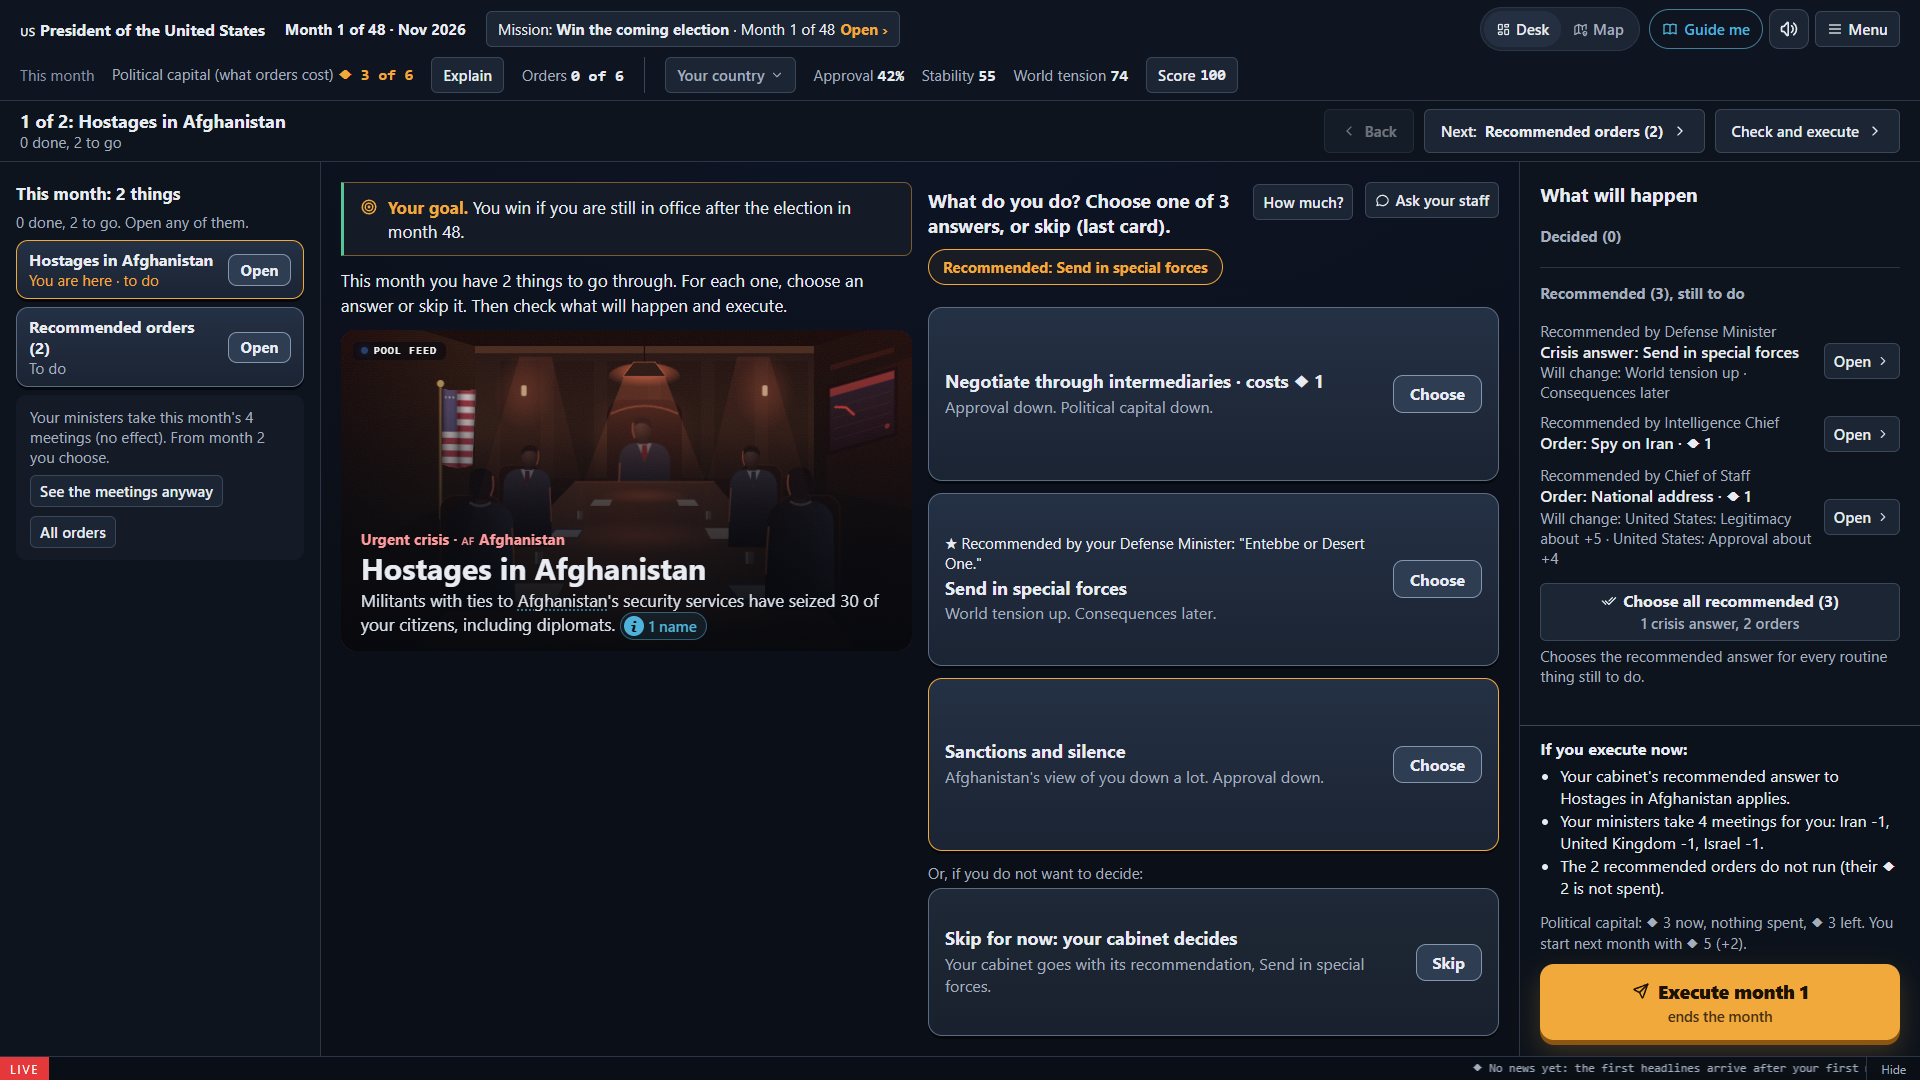 US President of the United States
Month 1 of 48 · Nov 2026
Mission: Win the coming election · Month 1 of 48 Open ›
Desk
Map
Guide me
Menu
This month
Political capital (what orders cost) ◆ 3 of 6
Explain
Orders 0 of 6
Your country
Approval 42%
Stability 55
World tension 74
Score 100
1 of 2: Hostages in Afghanistan
0 done, 2 to go
Back
Next: Recommended orders (2)
Check and execute
This month: 2 things
0 done, 2 to go. Open any of them.
Hostages in Afghanistan
You are here · to do
Open
Recommended orders
(2)
To do
Open
Your ministers take this month's 4
meetings (no effect). From month 2
you choose.
See the meetings anyway
All orders
Your goal. You win if you are still in office after the election in
month 48.
This month you have 2 things to go through. For each one, choose an
answer or skip it. Then check what will happen and execute.
POOL FEED
Urgent crisis · AF Afghanistan
Hostages in Afghanistan
Militants with ties to Afghanistan's security services have seized 30 of
your citizens, including diplomats. i 1 name
What do you do? Choose one of 3
answers, or skip (last card).
How much?
Ask your staff
Recommended: Send in special forces
Negotiate through intermediaries · costs ◆ 1
Approval down. Political capital down.
Choose
★ Recommended by your Defense Minister: "Entebbe or Desert
One."
Send in special forces
World tension up. Consequences later.
Choose
Sanctions and silence
Afghanistan's view of you down a lot. Approval down.
Choose
Or, if you do not want to decide:
Skip for now: your cabinet decides
Your cabinet goes with its recommendation, Send in special
forces.
Skip
What will happen
Decided (0)
Recommended (3), still to do
Recommended by Defense Minister
Crisis answer: Send in special forces
Will change: World tension up ·
Consequences later
Open
Recommended by Intelligence Chief
Order: Spy on Iran · ◆ 1
Open
Recommended by Chief of Staff
Order: National address · ◆ 1
Will change: United States: Legitimacy
about +5 · United States: Approval about
+4
Open
Choose all recommended (3)
1 crisis answer, 2 orders
Chooses the recommended answer for every routine
thing still to do.
If you execute now:
• Your cabinet's recommended answer to
Hostages in Afghanistan applies.
• Your ministers take 4 meetings for you: Iran -1,
United Kingdom -1, Israel -1.
• The 2 recommended orders do not run (their ◆
2 is not spent).
Political capital: ◆ 3 now, nothing spent, ◆ 3 left. You
start next month with ◆ 5 (+2).
Execute month 1
ends the month
LIVE
◆ No news yet: the first headlines arrive after your first
Hide